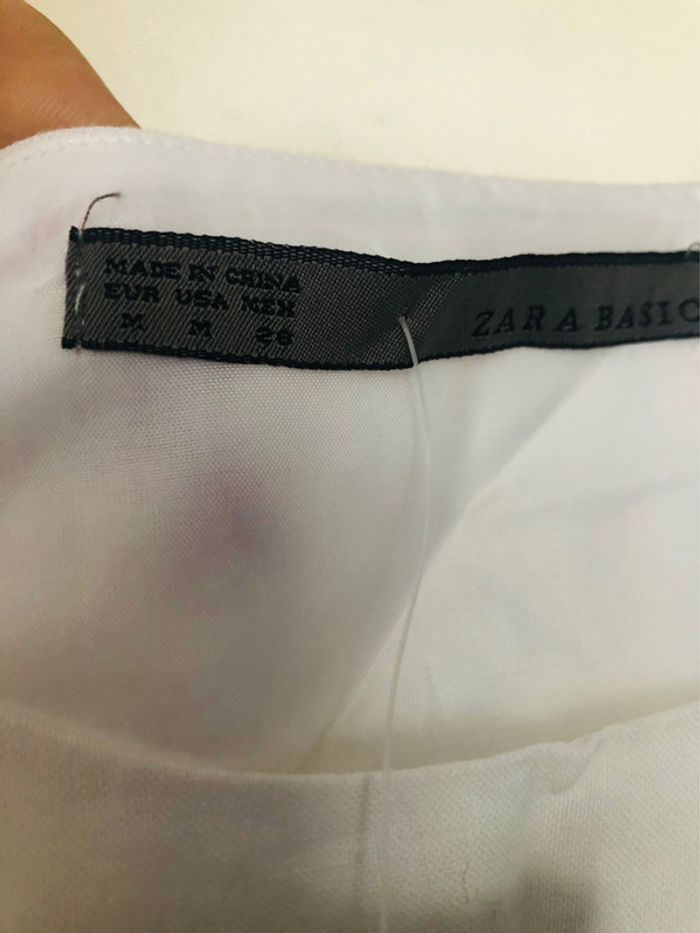 MADE IN CHINA
EUR USA MEX
M M 28
ZARA BASIC